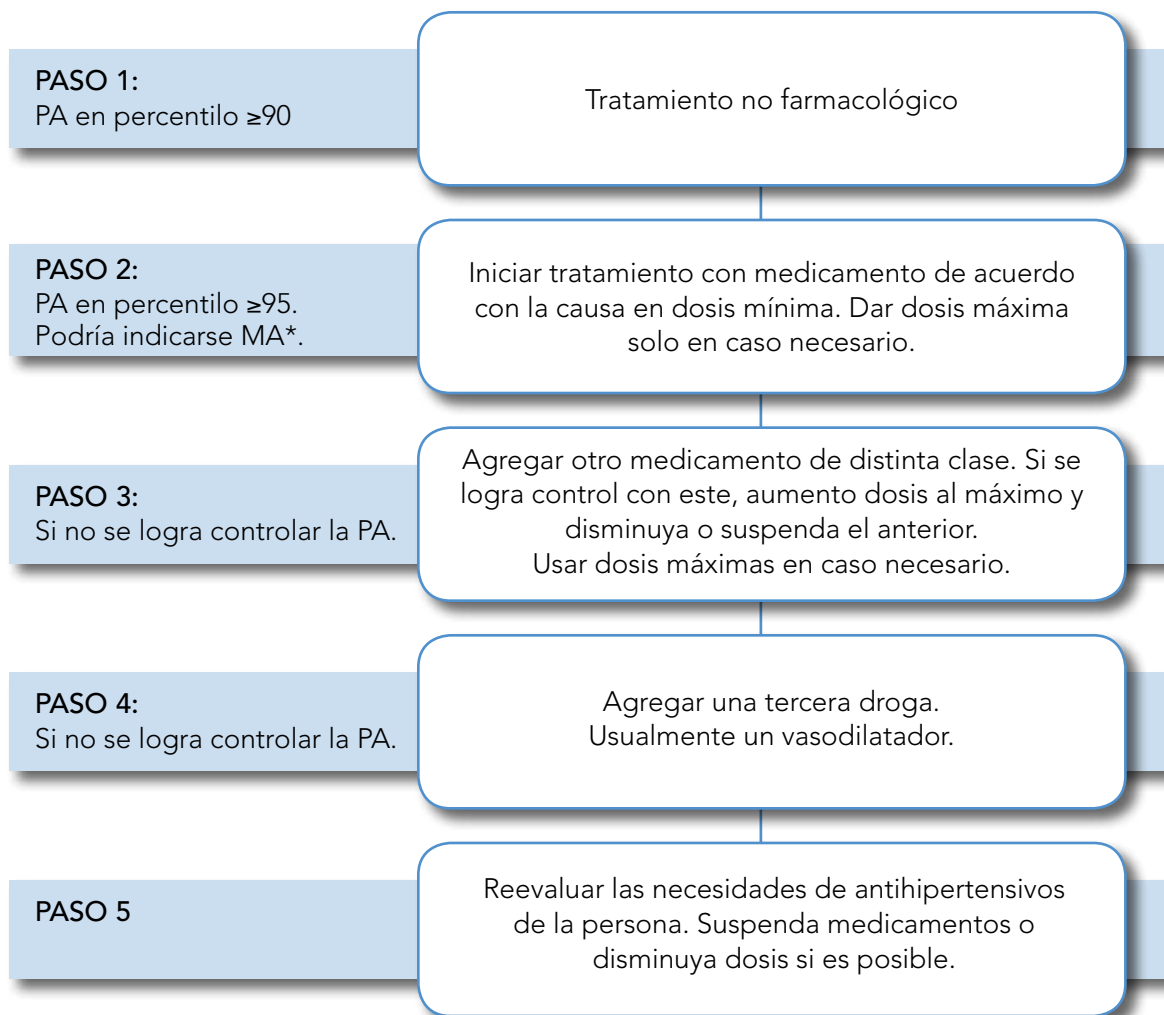 PASO 1:
PA en percentilo ≥90
Tratamiento no farmacológico
PASO 2:
PA en percentilo ≥95.
Podría indicarse MA*.
Iniciar tratamiento con medicamento de acuerdo
con la causa en dosis mínima. Dar dosis máxima
solo en caso necesario.
PASO 3:
Si no se logra controlar la PA.
Agregar otro medicamento de distinta clase. Si se
logra control con este, aumento dosis al máximo y
disminuya o suspenda el anterior.
Usar dosis máximas en caso necesario.
PASO 4:
Si no se logra controlar la PA.
Agregar una tercera droga.
Usualmente un vasodilatador.
PASO 5
Reevaluar las necesidades de antihipertensivos
de la persona. Suspenda medicamentos o
disminuya dosis si es posible.